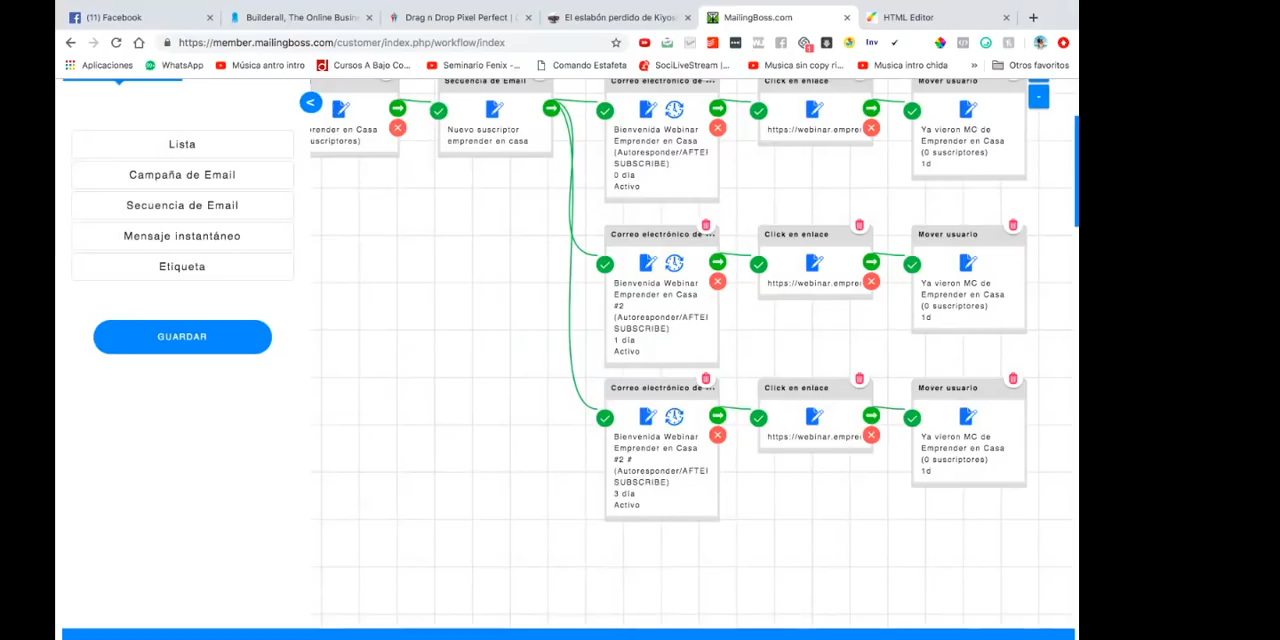 (11) Facebook
Builderall, The Online Busin
Drag n Drop Pixel Perfect | 
El eslabón perdido de Kiyos
MailingBoss.com
HTML Editor
https://member.mailingboss.com/customer/index.php/workflow/index
Inv
Aplicaciones
WhatsApp
Música antro intro
Cursos A Bajo Co...
Seminario Fenix -...
Comando Estafeta
SociLiveStream |...
Musica sin copy ri...
Musica intro chida
»
Otros favoritos
<
-
Lista
Campaña de Email
Secuencia de Email
Mensaje instantáneo
Etiqueta
GUARDAR
render en Casa
uscriptores)
Secuencia de Email
Nuevo suscriptor
emprender en casa
Correo electrónico de ...
Bienvenida Webinar
Emprender en Casa
(Autoresponder/AFTE
SUBSCRIBE)
0 día
Activo
Click en enlace
https://webinar.empre
Mover usuario
Ya vieron MC de
Emprender en Casa
(0 suscriptores)
1d
Correo electrónico de ...
Bienvenida Webinar
Emprender en Casa
#2
(Autoresponder/AFTE
SUBSCRIBE)
1 día
Activo
Click en enlace
https://webinar.empre
Mover usuario
Ya vieron MC de
Emprender en Casa
(0 suscriptores)
1d
Correo electrónico de ...
Bienvenida Webinar
Emprender en Casa
#2 #
(Autoresponder/AFTE
SUBSCRIBE)
3 día
Activo
Click en enlace
https://webinar.empre
Mover usuario
Ya vieron MC de
Emprender en Casa
(0 suscriptores)
1d